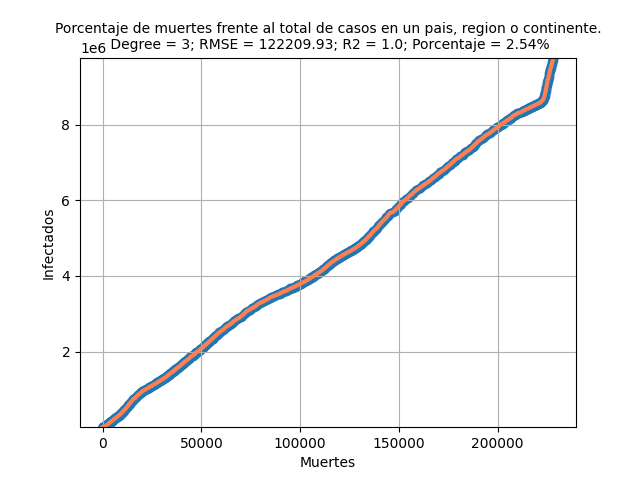 Porcentaje de muertes frente al total de casos en un pais, region o continente.
Degree = 3; RMSE = 122209.93; R2 = 1.0; Porcentaje = 2.54%
1e6
8
6
4
2
Infectados
0 50000 100000 150000 200000
Muertes